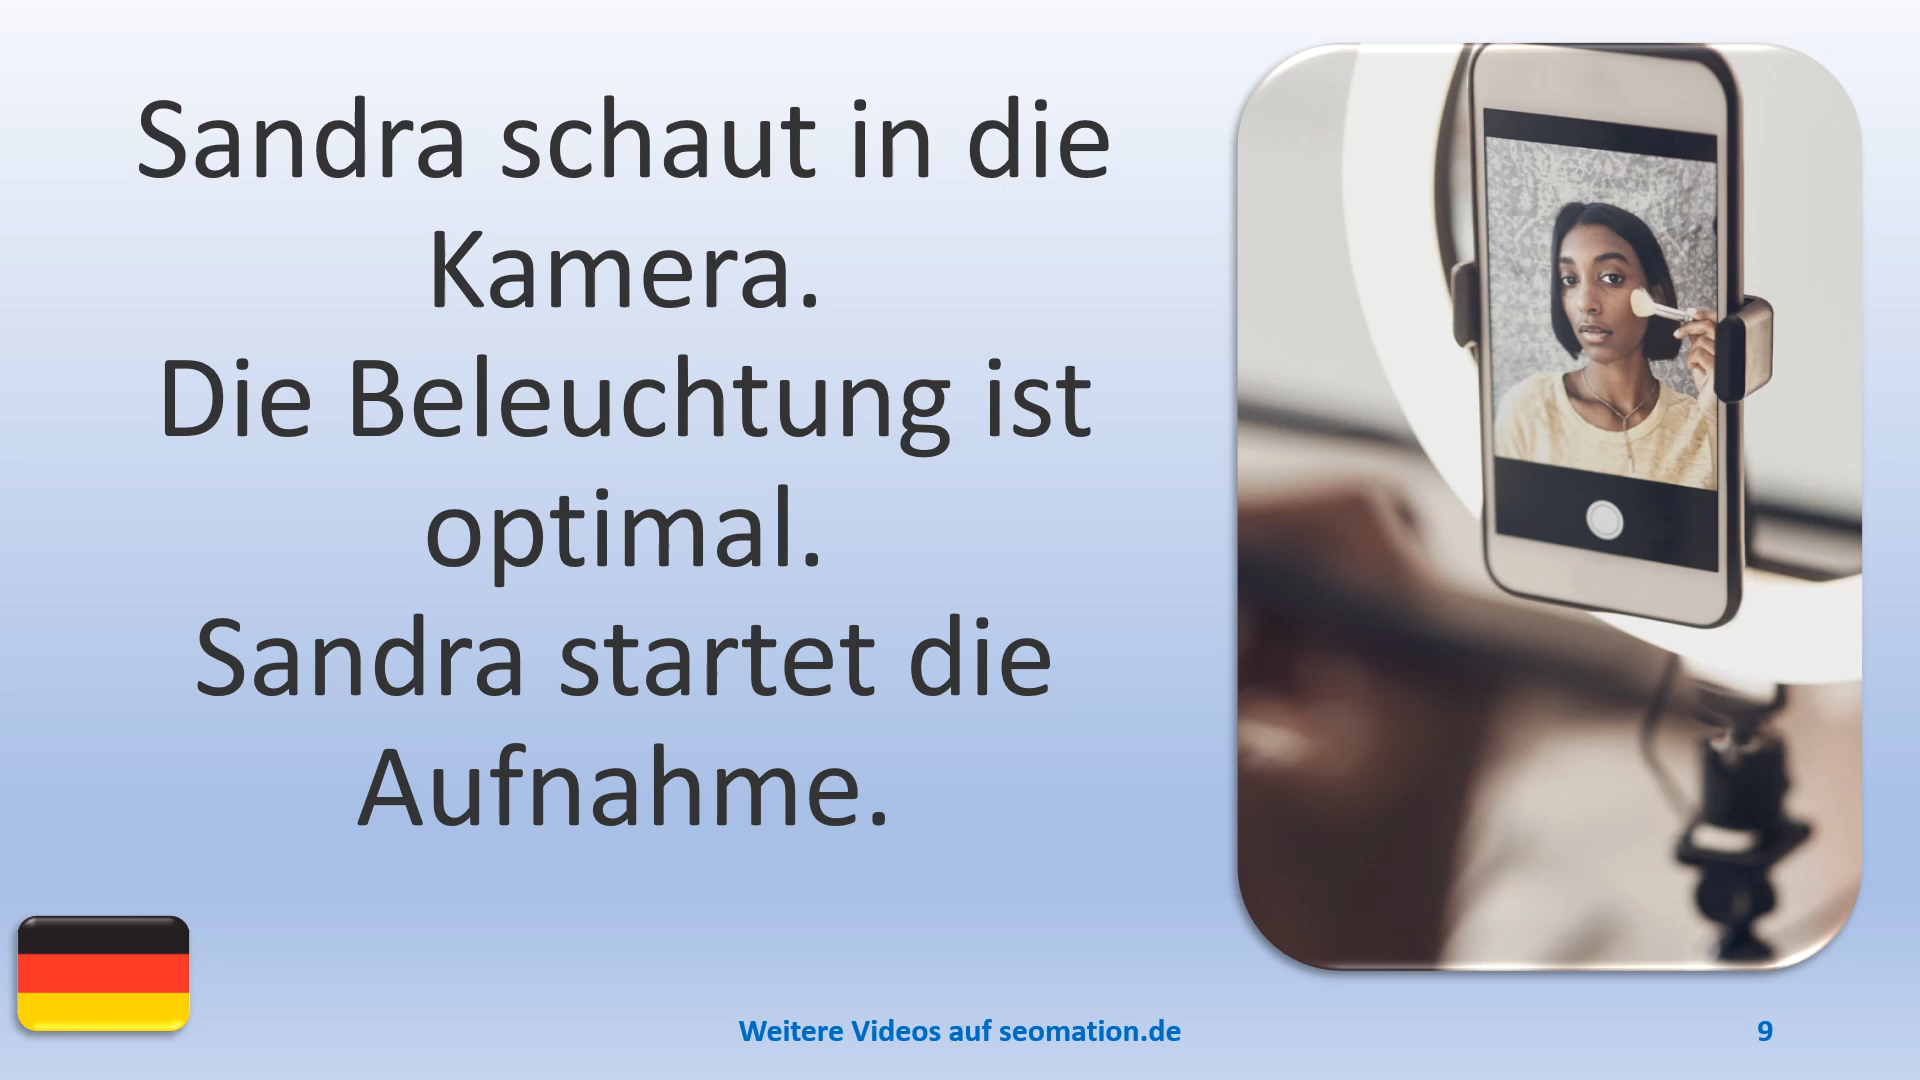 Sandra schaut in die
Kamera.
Die Beleuchtung ist
optimal.
Sandra startet die
Aufnahme.
Weitere Videos auf seomation.de
9